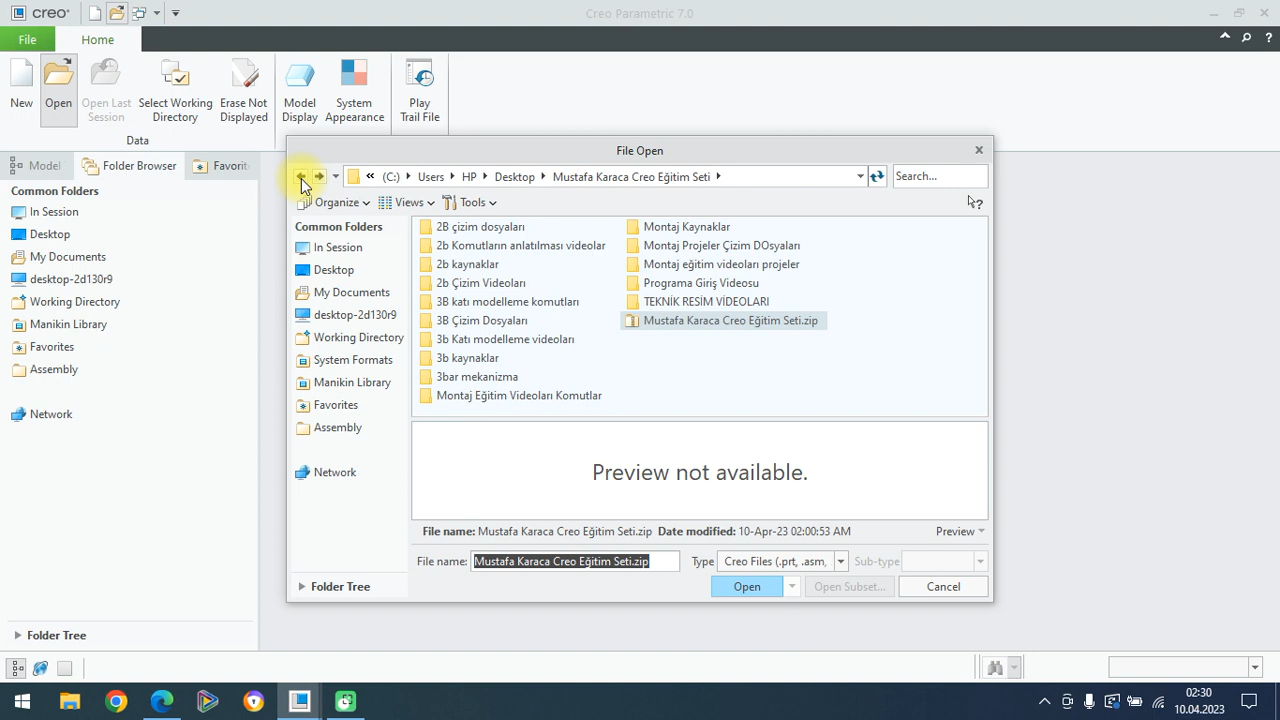 creo®
Creo Parametric 7.0
File
Home
New
Open
Open Last
Session
Select Working
Directory
Erase Not
Displayed
Model
Display
System
Appearance
Play
Trail File
Data
Model
Folder Browser
Favorit
Common Folders
In Session
Desktop
My Documents
desktop-2d130r9
Working Directory
Manikin Library
Favorites
Assembly
Network
Folder Tree
File Open
« (C:) Users HP Desktop Mustafa Karaca Creo Eğitim Seti
Search...
Organize
Views
Tools
Common Folders
In Session
Desktop
My Documents
desktop-2d130r9
Working Directory
System Formats
Manikin Library
Favorites
Assembly
Network
Folder Tree
2B çizim dosyaları
2b Komutların anlatılması videolar
2b kaynaklar
2b Çizim Videoları
3B katı modelleme komutları
3B Çizim Dosyaları
3b Katı modelleme videoları
3b kaynaklar
3bar mekanizma
Montaj Eğitim Videoları Komutlar
Montaj Kaynaklar
Montaj Projeler Çizim DOsyaları
Montaj eğitim videoları projeler
Programa Giriş Videosu
TEKNİK RESİM VİDEOLARI
Mustafa Karaca Creo Eğitim Seti.zip
Preview not available.
File name: Mustafa Karaca Creo Eğitim Seti.zip Date modified: 10-Apr-23 02:00:53 AM
Preview
File name: Mustafa Karaca Creo Eğitim Seti.zip
Type Creo Files (.prt, .asm,
Sub-type
Open
Open Subset...
Cancel
02:30
10.04.2023